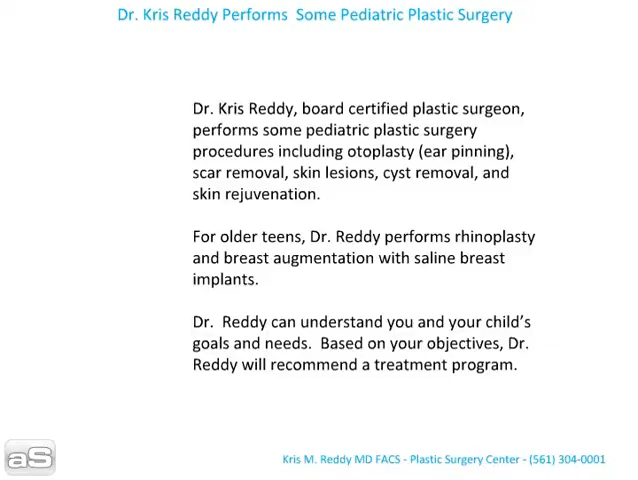 Dr. Kris Reddy Performs  Some Pediatric Plastic Surgery
Dr. Kris Reddy, board certified plastic surgeon,
performs some pediatric plastic surgery
procedures including otoplasty (ear pinning),
scar removal, skin lesions, cyst removal, and
skin rejuvenation.
For older teens, Dr. Reddy performs rhinoplasty
and breast augmentation with saline breast
implants.
Dr.  Reddy can understand you and your child's
goals and needs.  Based on your objectives, Dr.
Reddy will recommend a treatment program.
aS
Kris M. Reddy MD FACS - Plastic Surgery Center - (561) 304-0001